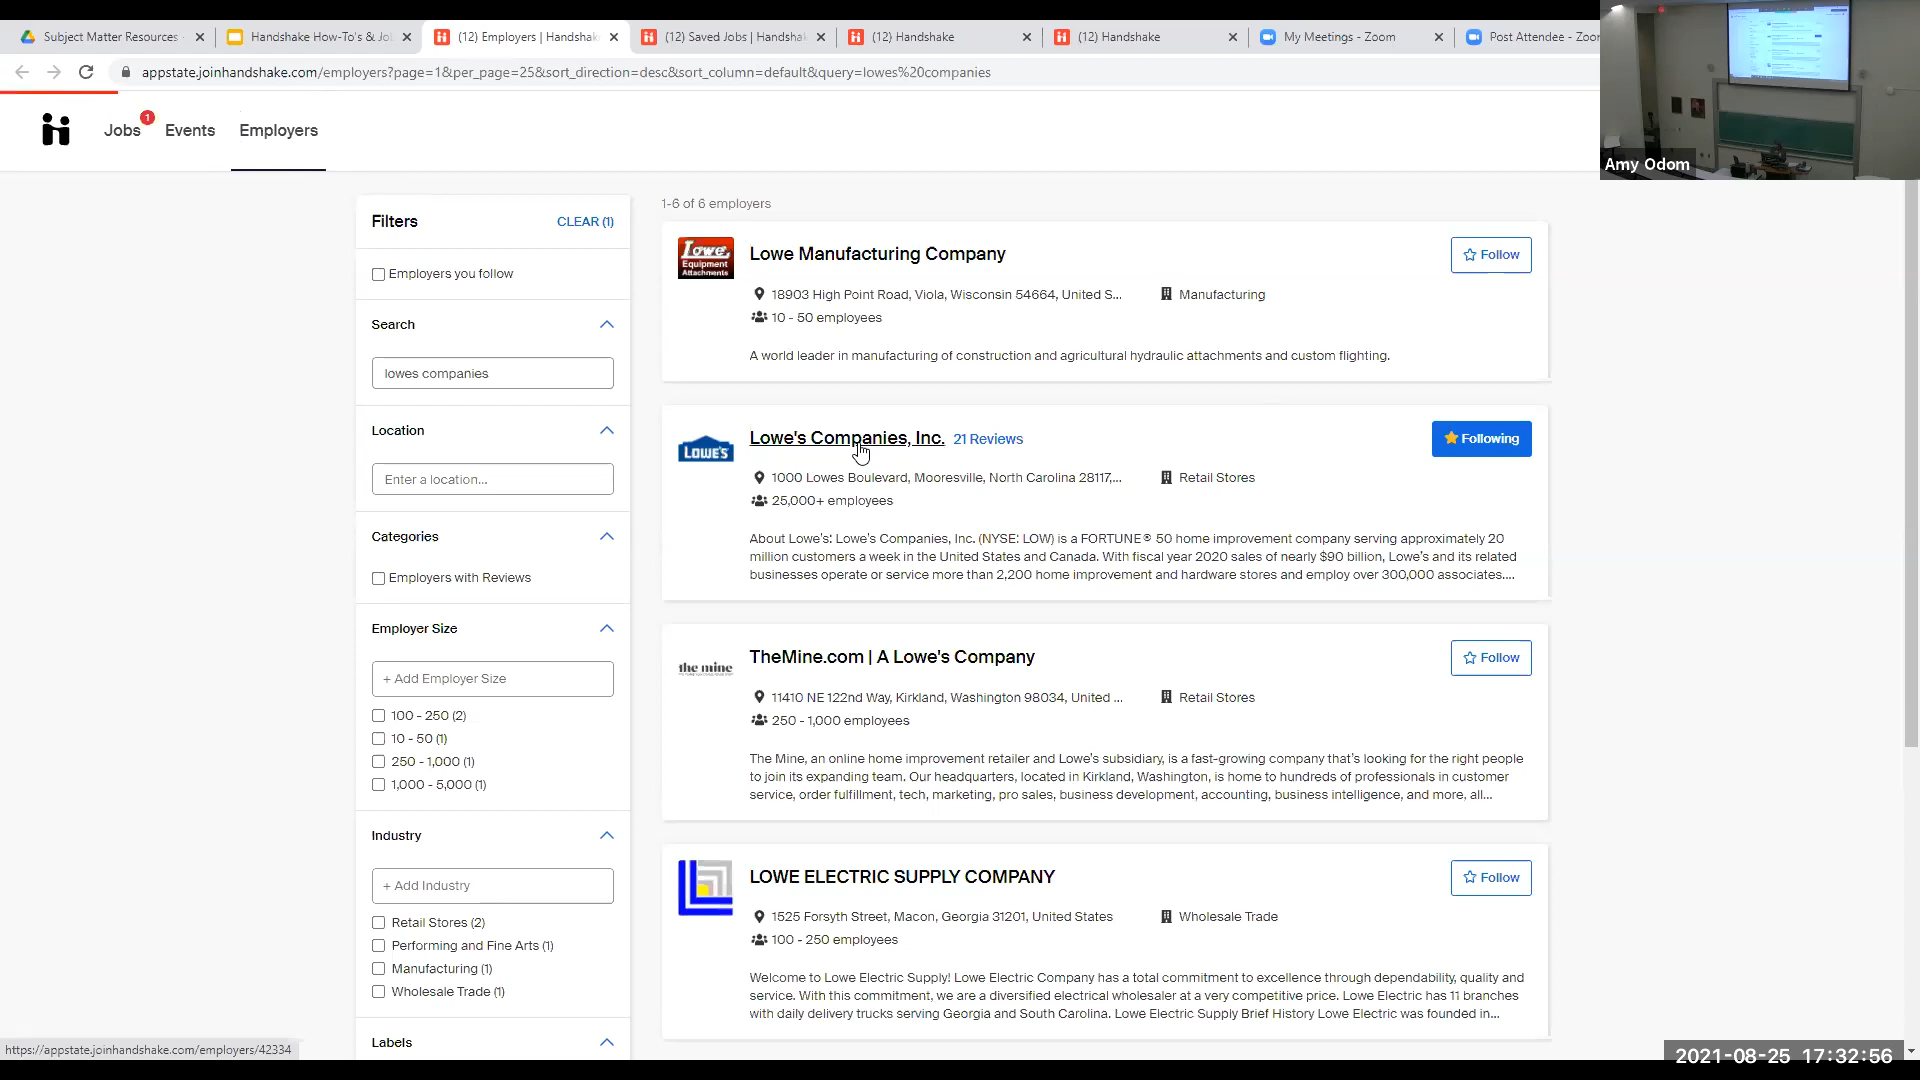 Subject Matter Resources
Handshake How-To's & Jo
(12) Employers | Handshak
(12) Saved Jobs | Handshak
(12) Handshake
(12) Handshake
My Meetings - Zoom
Post Attendee - Zoo
appstate.joinhandshake.com/employers?page=1&per_page=25&sort_direction=desc&sort_column=default&query=lowes%20companies
Jobs
1
Events
Employers
Amy Odom
Filters
CLEAR (1)
Employers you follow
Search
lowes companies
Location
Enter a location...
Categories
Employers with Reviews
Employer Size
+ Add Employer Size
100 - 250 (2)
10 - 50 (1)
250 - 1,000 (1)
1,000 - 5,000 (1)
Industry
+ Add Industry
Retail Stores (2)
Performing and Fine Arts (1)
Manufacturing (1)
Wholesale Trade (1)
Labels
1-6 of 6 employers
Lowe
Equipment
Attachments
Lowe Manufacturing Company
Follow
18903 High Point Road, Viola, Wisconsin 54664, United S...
Manufacturing
10 - 50 employees
A world leader in manufacturing of construction and agricultural hydraulic attachments and custom flighting.
LOWE'S
Lowe's Companies, Inc.
21 Reviews
Following
1000 Lowes Boulevard, Mooresville, North Carolina 28117,...
Retail Stores
25,000+ employees
About Lowe's: Lowe's Companies, Inc. (NYSE: LOW) is a FORTUNE® 50 home improvement company serving approximately 20
million customers a week in the United States and Canada. With fiscal year 2020 sales of nearly $90 billion, Lowe's and its related
businesses operate or service more than 2,200 home improvement and hardware stores and employ over 300,000 associates....
the mine
TheMine.com | A Lowe's Company
Follow
11410 NE 122nd Way, Kirkland, Washington 98034, United ...
Retail Stores
250 - 1,000 employees
The Mine, an online home improvement retailer and Lowe's subsidiary, is a fast-growing company that's looking for the right people
to join its expanding team. Our headquarters, located in Kirkland, Washington, is home to hundreds of professionals in customer
service, order fulfillment, tech, marketing, pro sales, business development, accounting, business intelligence, and more, all...
LOWE ELECTRIC SUPPLY COMPANY
Follow
1525 Forsyth Street, Macon, Georgia 31201, United States
Wholesale Trade
100 - 250 employees
Welcome to Lowe Electric Supply! Lowe Electric Company has a total commitment to excellence through dependability, quality and
service. With this commitment, we are a diversified electrical wholesaler at a very competitive price. Lowe Electric has 11 branches
with daily delivery trucks serving Georgia and South Carolina. Lowe Electric Supply Brief History Lowe Electric was founded in...
https://appstate.joinhandshake.com/employers/42334
2021-08-25 17:32:56